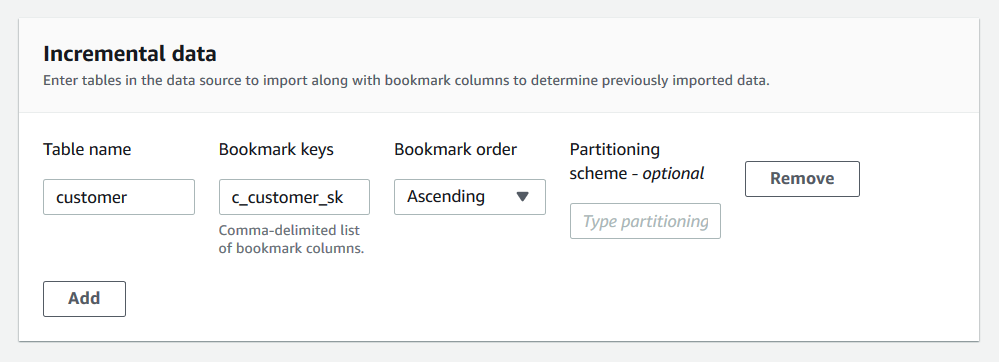 Incremental data
Enter tables in the data source to import along with bookmark columns to determine previously imported data.
Table name
Bookmark keys
Bookmark order
Partitioning
scheme - optional
Remove
customer
c_customer_sk
Ascending
Type partitioning
Comma-delimited list
of bookmark columns.
Add